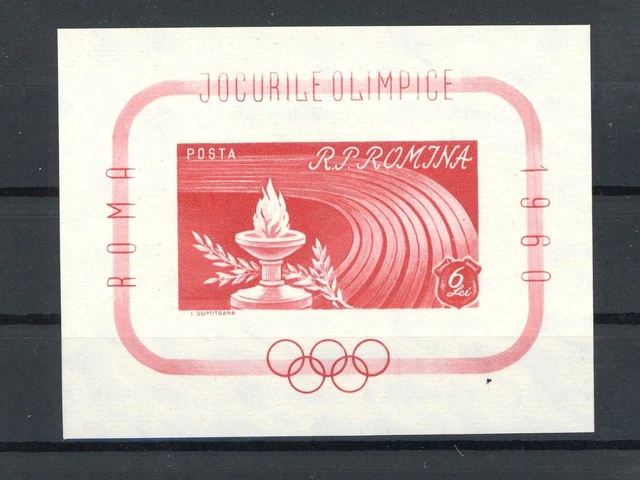 JOCURILE OLIMPICE
POSTA
R.P.ROMINA
ROMA
1960
6
Lei
I. DUMITRANA